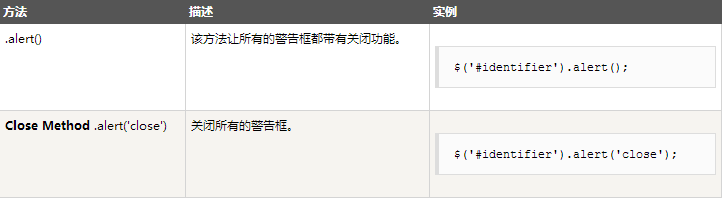 方法 描述 实例
.alert() 该方法让所有的警告框都带有关闭功能。 $('#identifier').alert();
Close Method .alert('close') 关闭所有的警告框。 $('#identifier').alert('close');